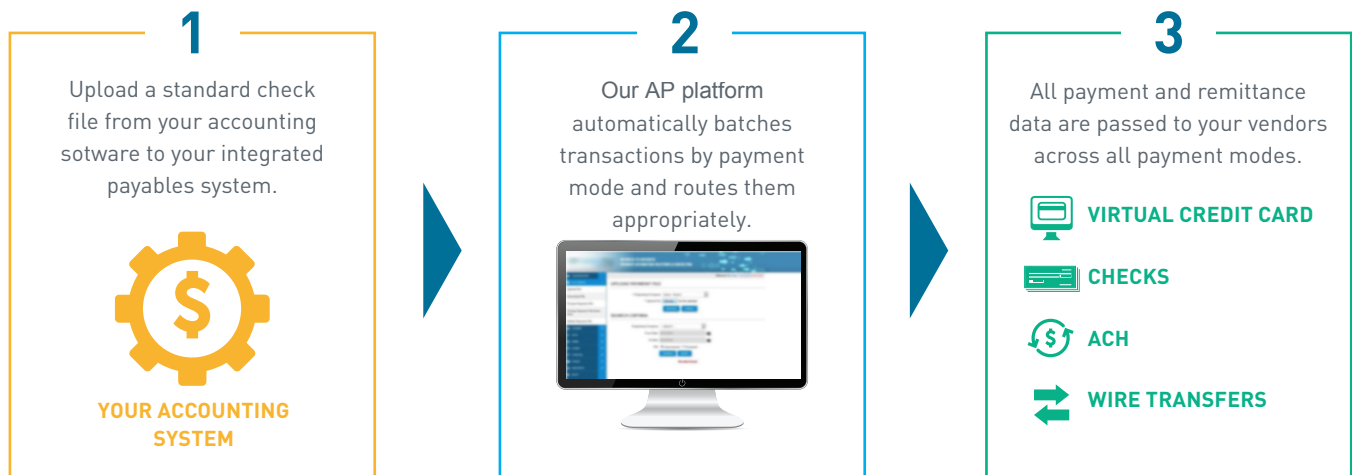 1
Upload a standard check
file from your accounting
sotware to your integrated
payables system.
YOUR ACCOUNTING
SYSTEM
2
Our AP platform
automatically batches
transactions by payment
mode and routes them
appropriately.
3
All payment and remittance
data are passed to your vendors
across all payment modes.
VIRTUAL CREDIT CARD
CHECKS
ACH
WIRE TRANSFERS